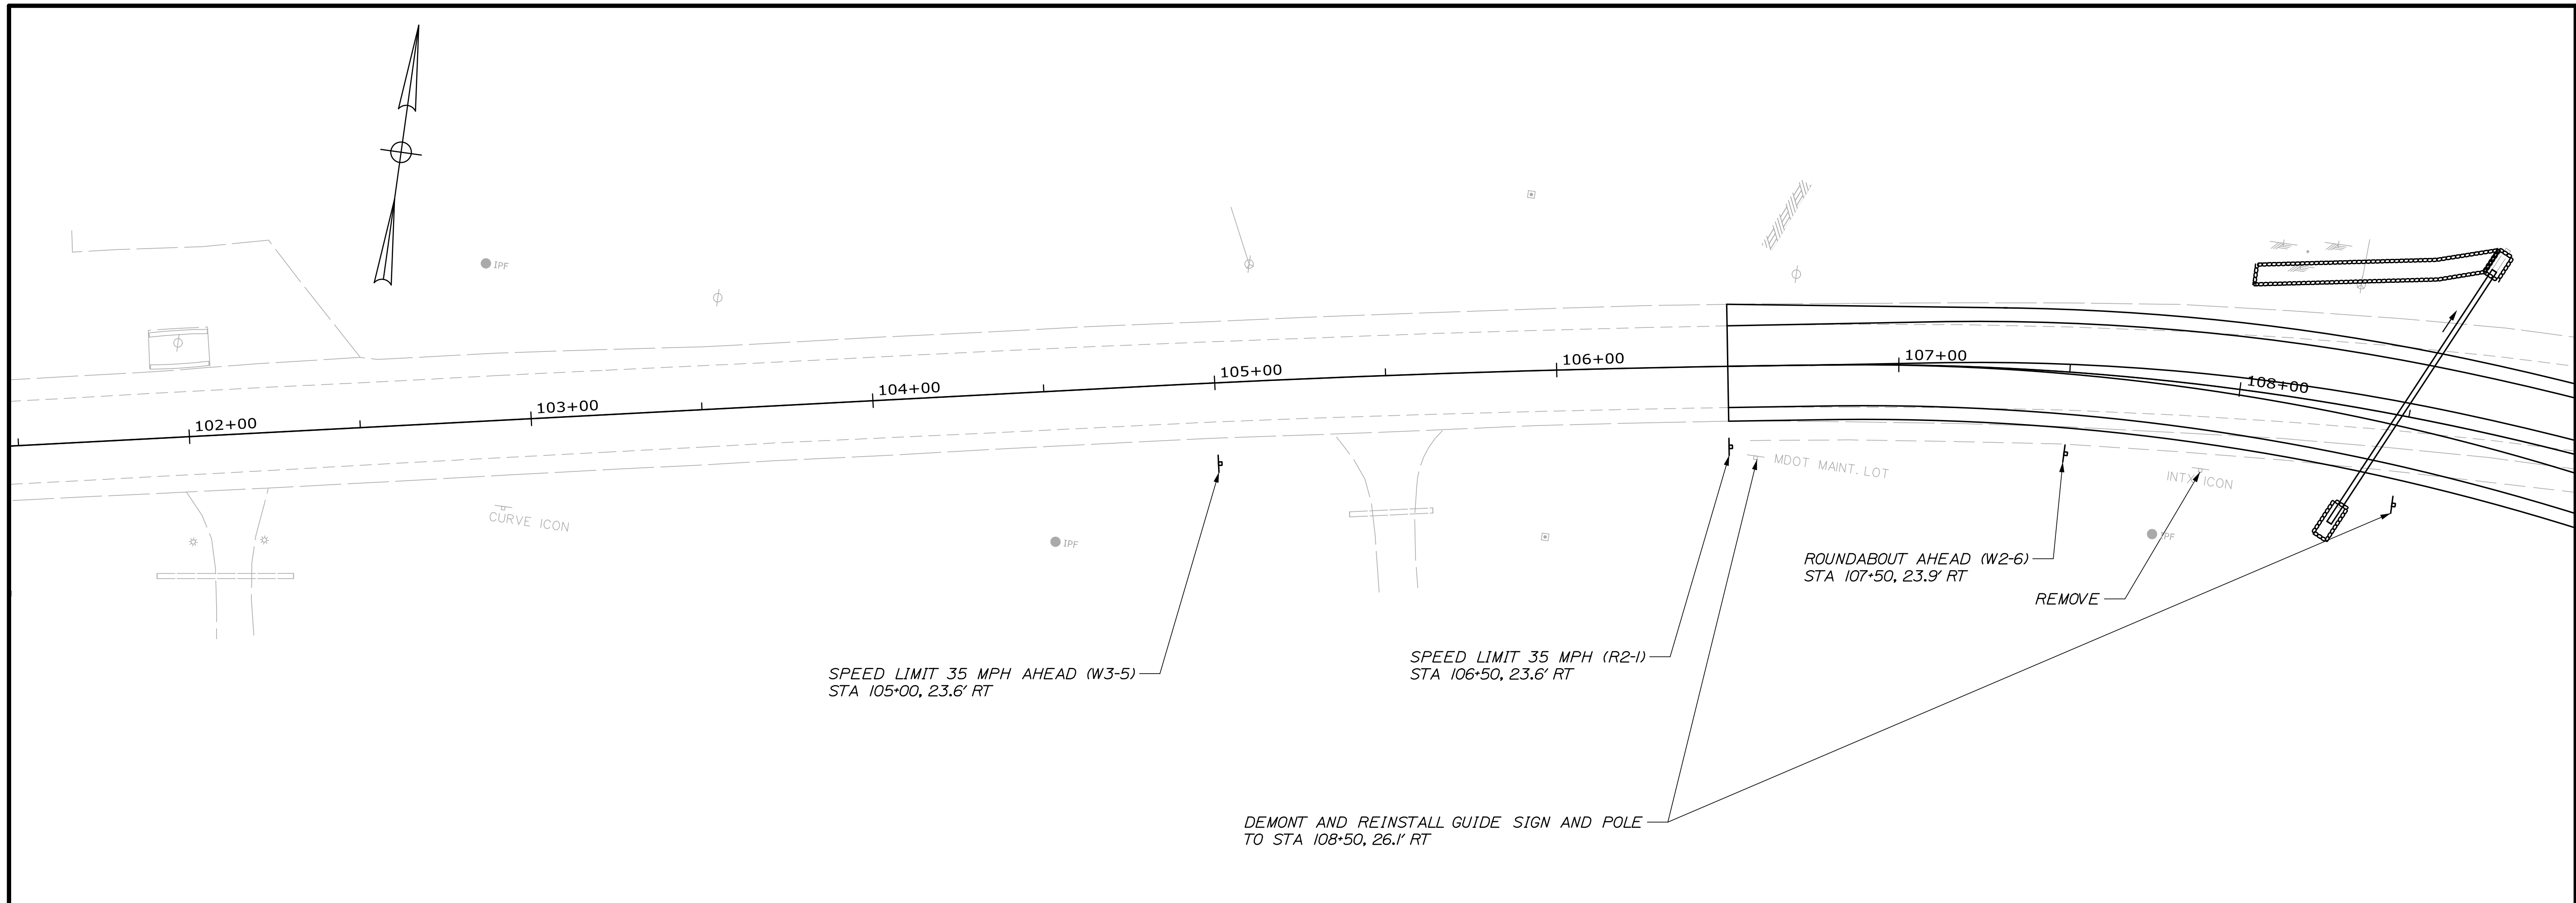 IPF
102+00
103+00
104+00
105+00
106+00
107+00
108+00
CURVE ICON
IPF
MDOT MAINT. LOT
INTX ICON
IPF
ROUNDABOUT AHEAD (W2-6)
STA 107+50, 23.9' RT
REMOVE
SPEED LIMIT 35 MPH AHEAD (W3-5)
STA 105+00, 23.6' RT
SPEED LIMIT 35 MPH (R2-1)
STA 106+50, 23.6' RT
DEMONT AND REINSTALL GUIDE SIGN AND POLE
TO STA 108+50, 26.1' RT